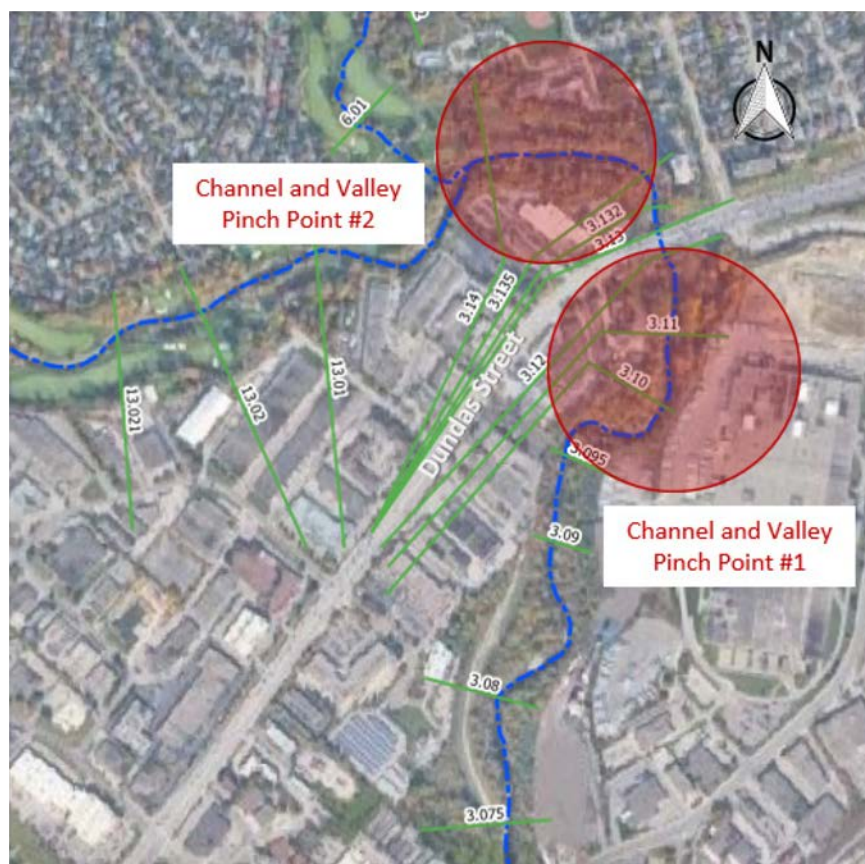 N
6.01
Channel and Valley
Pinch Point #2
3.132
3.13
3.135
3.14
3.12
Dundas Street
3.11
3.10
13.01
13.02
13.021
3.095
3.09
Channel and Valley
Pinch Point #1
3.08
3.075